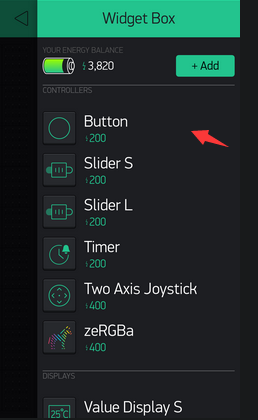 Widget Box
YOUR ENERGY BALANCE
3,820
+ Add
CONTROLLERS
Button
200
Slider S
200
Slider L
200
Timer
200
Two Axis Joystick
400
zeRGBa
400
DISPLAYS
25°C
Value Display S